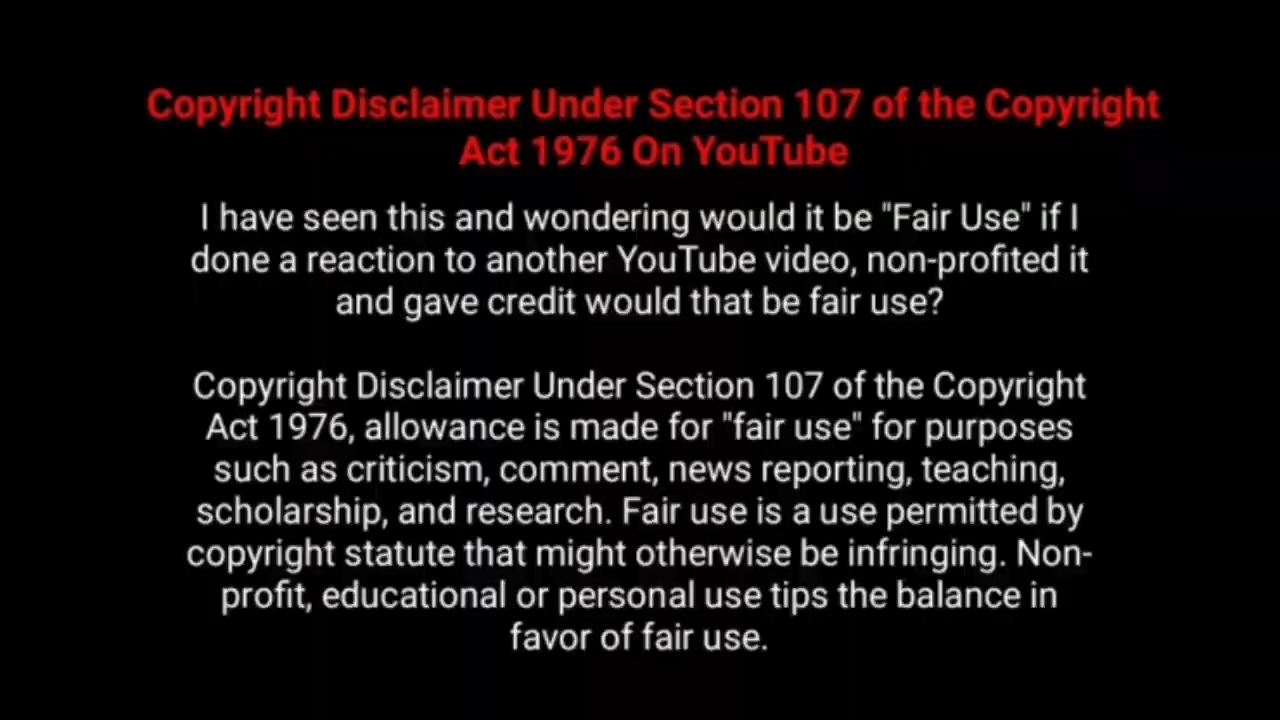 Copyright Disclaimer Under Section 107 of the Copyright
Act 1976 On YouTube
I have seen this and wondering would it be "Fair Use" if I
done a reaction to another YouTube video, non-profited it
and gave credit would that be fair use?
Copyright Disclaimer Under Section 107 of the Copyright
Act 1976, allowance is made for "fair use" for purposes
such as criticism, comment, news reporting, teaching,
scholarship, and research. Fair use is a use permitted by
copyright statute that might otherwise be infringing. Non-
profit, educational or personal use tips the balance in
favor of fair use.